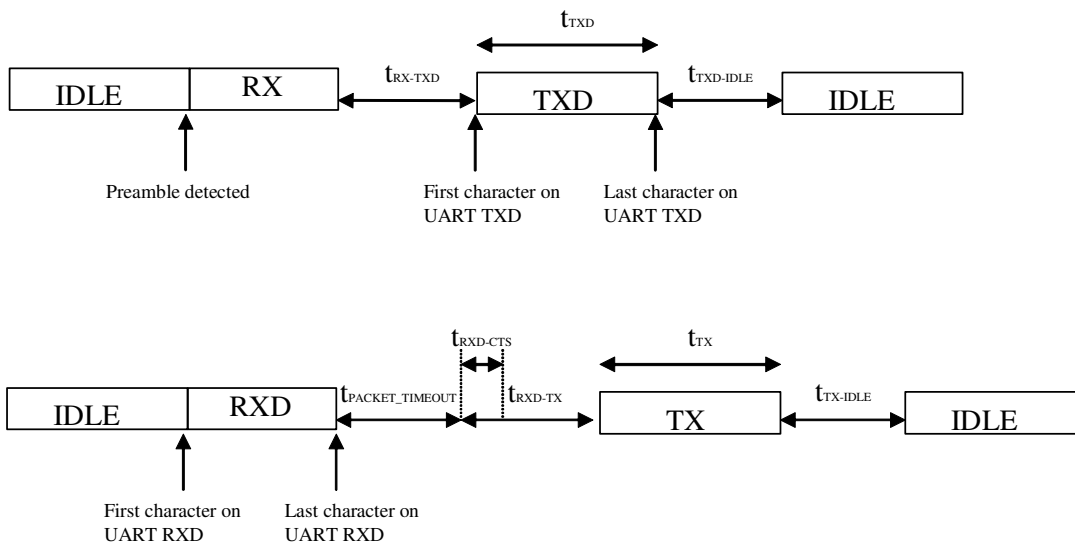 tTXD
IDLE
RX
tRX-TXD
TXD
tTXD-IDLE
IDLE
Preamble detected
First character on
UART TXD
Last character on
UART TXD
tRXD-CTS
tTX
IDLE
RXD
tPACKET_TIMEOUT
tRXD-TX
TX
tTX-IDLE
IDLE
First character on
UART RXD
Last character on
UART RXD